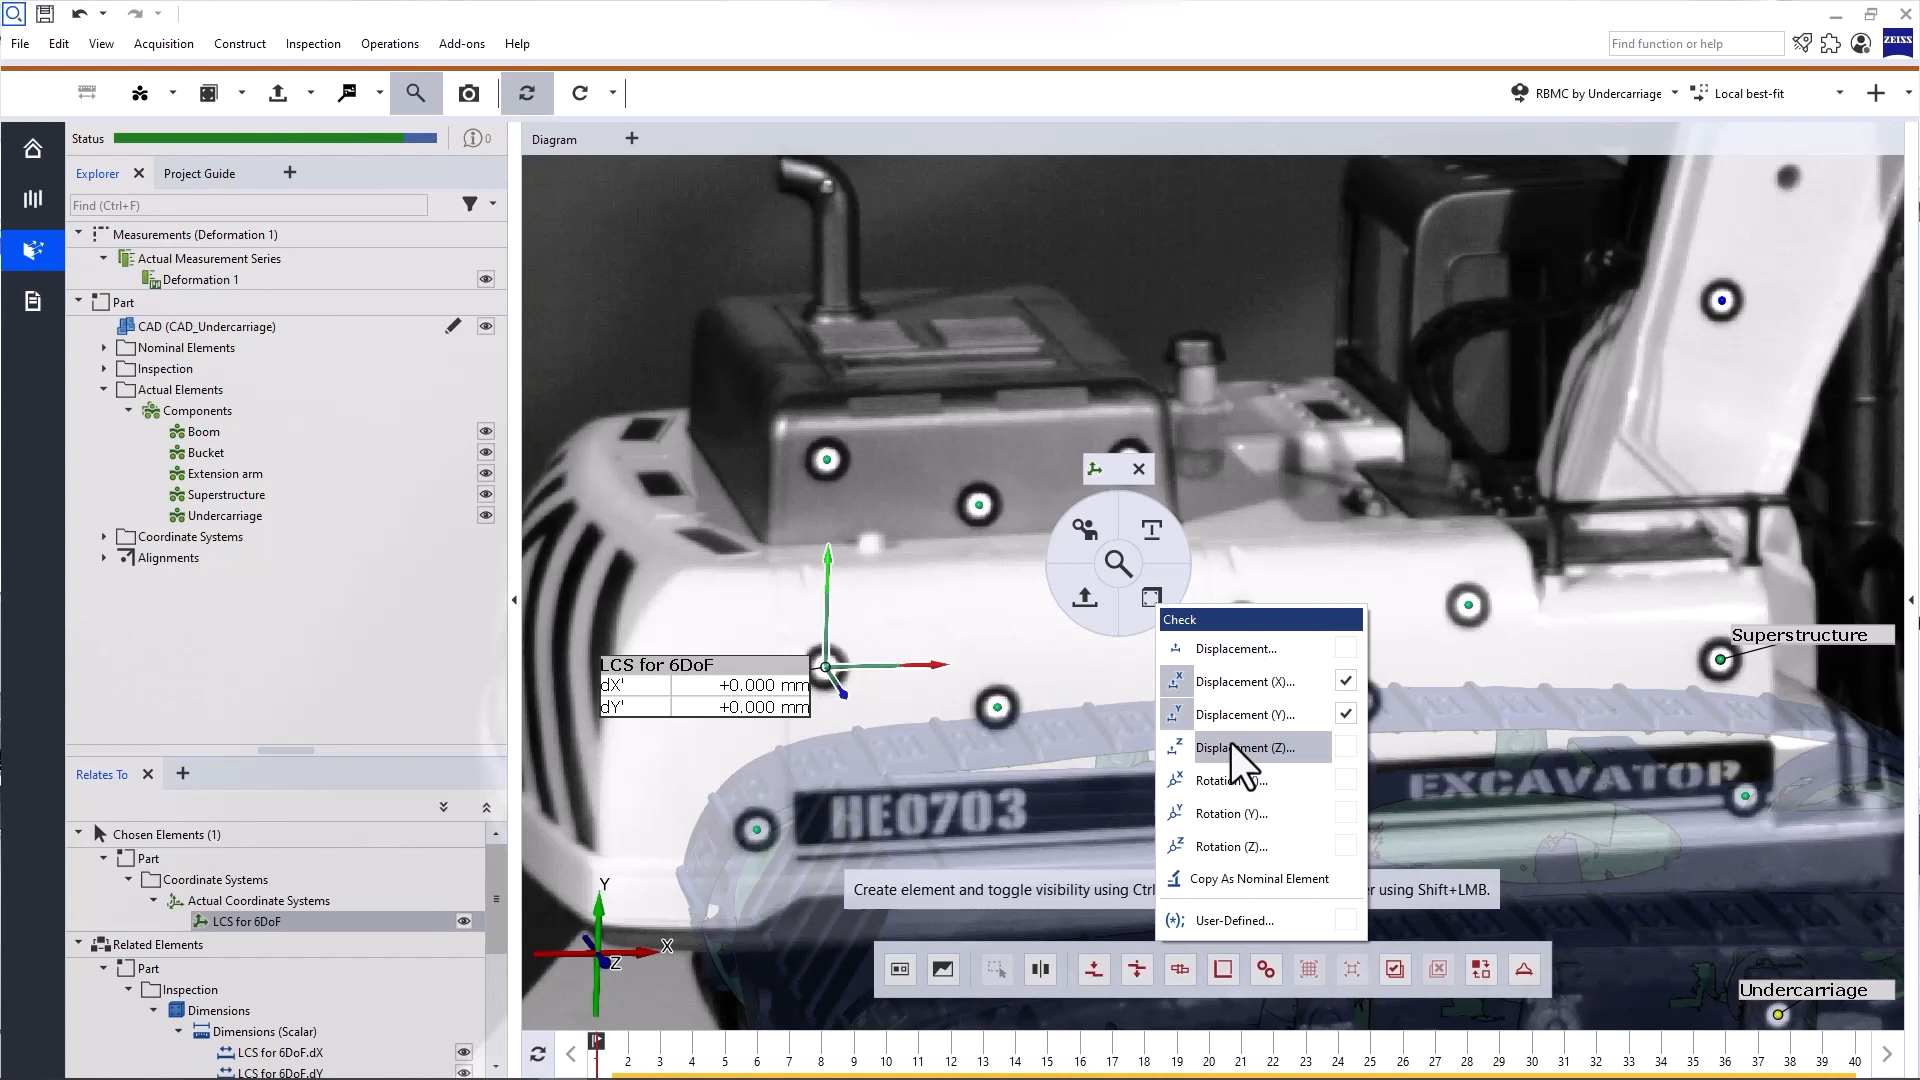 File Edit View Acquisition Construct Inspection Operations Add-ons Help
Find function or help
ZEISS
RBMC by Undercarriage
Local best-fit
Status
0
Explorer
Project Guide
Find (Ctrl+F)
Measurements (Deformation 1)
Actual Measurement Series
Deformation 1
Part
CAD (CAD_Undercarriage)
Nominal Elements
Inspection
Actual Elements
Components
Boom
Bucket
Extension arm
Superstructure
Undercarriage
Coordinate Systems
Alignments
Relates To
Chosen Elements (1)
Part
Coordinate Systems
Actual Coordinate Systems
LCS for 6DoF
Related Elements
Part
Inspection
Dimensions
Dimensions (Scalar)
LCS for 6DoF.dX
LCS for 6DoF.dY
Diagram
LCS for 6DoF
dX' +0.000 mm
dY' +0.000 mm
HE0703
EXCAVATOR
Superstructure
Undercarriage
Check
Displacement...
Displacement (X)...
Displacement (Y)...
Displacement (Z)...
Rotation
Rotation (Y)...
Rotation (Z)...
Copy As Nominal Element
User-Defined...
Create element and toggle visibility using Ctrl
using Shift+LMB.
Y
X
Z
2 3 4 5 6 7 8 9 10 11 12 13 14 15 16 17 18 19 20 21 22 23 24 25 26 27 28 29 30 31 32 33 34 35 36 37 38 39 40